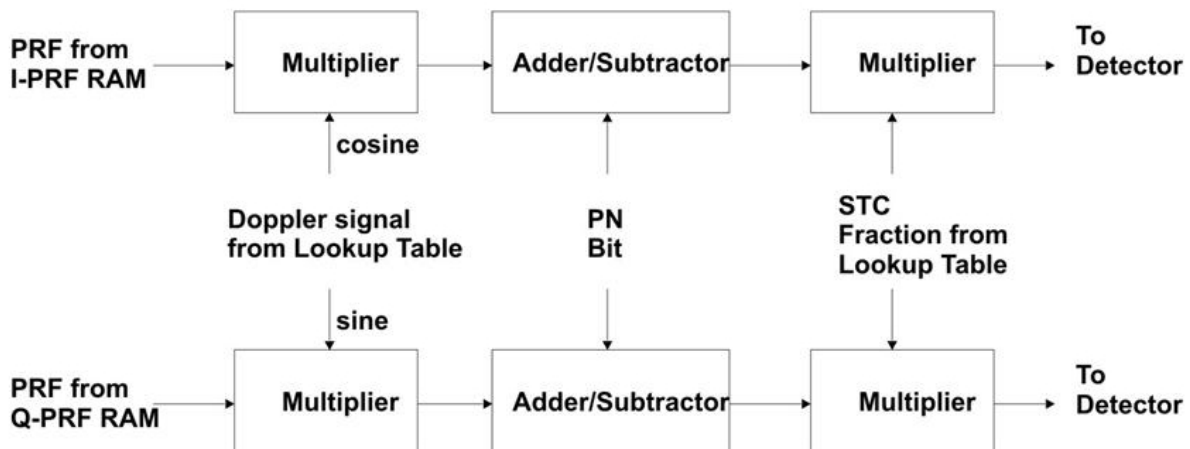 PRF from
I-PRF RAM
Multiplier
Adder/Subtractor
Multiplier
To
Detector
cosine
Doppler signal
from Lookup Table
PN
Bit
STC
Fraction from
Lookup Table
sine
PRF from
Q-PRF RAM
Multiplier
Adder/Subtractor
Multiplier
To
Detector